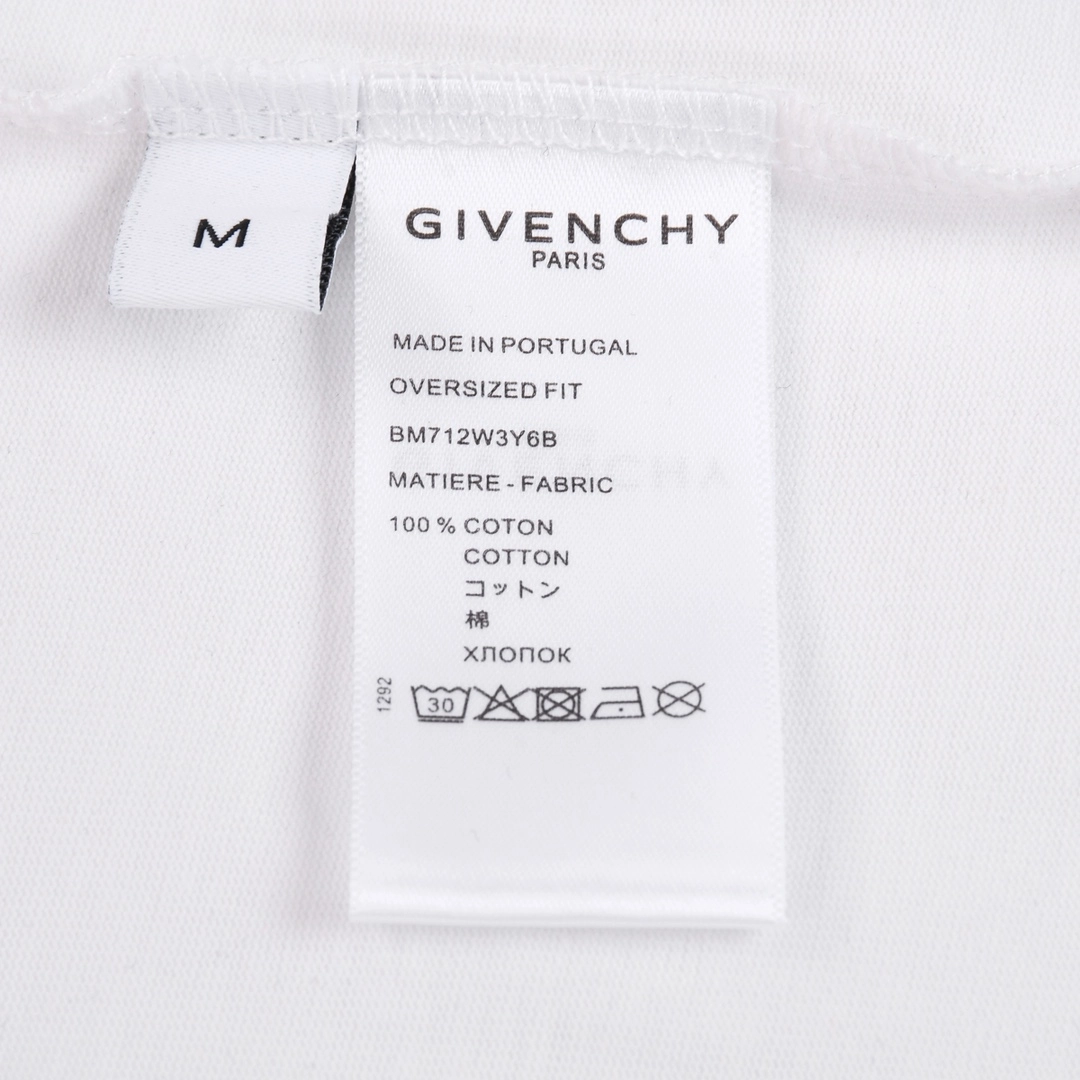 M
GIVENCHY
PARIS
MADE IN PORTUGAL
OVERSIZED FIT
BM712W3Y6B
MATIERE - FABRIC
100 % COTON
COTTON
コットン
棉
ХЛОПОК
1292
30